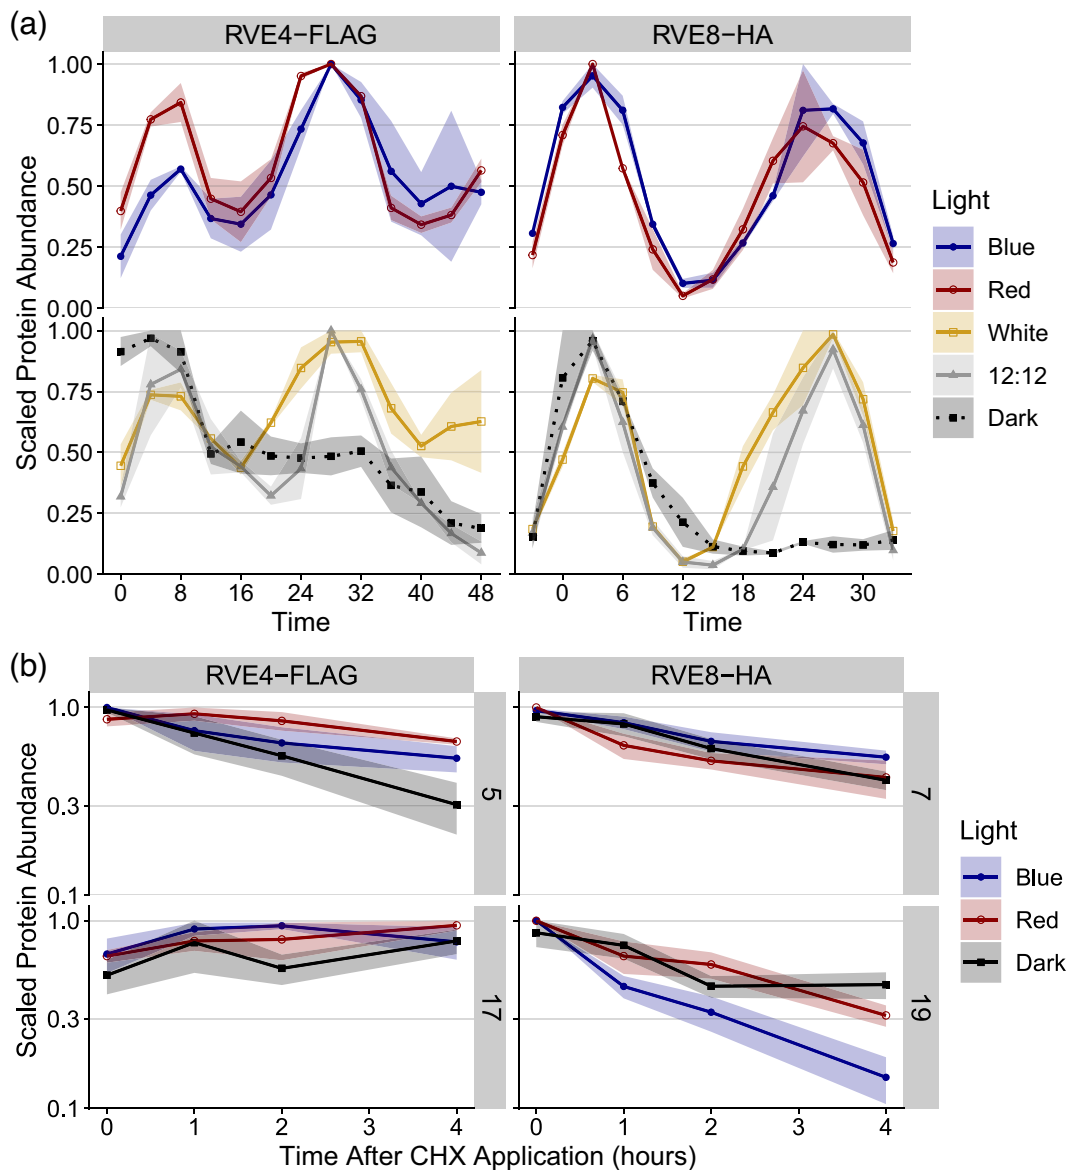 (a)
RVE4−FLAG
RVE8−HA
Scaled Protein Abundance
1.00
0.75
0.50
0.25
0.00
Scaled Protein Abundance
1.00
0.75
0.50
0.25
0.00
0 8 16 24 32 40 48
0 6 12 18 24 30
Time
Time
Light
Blue
Red
White
12:12
Dark
(b)
RVE4−FLAG
RVE8−HA
Scaled Protein Abundance
1.0
0.3
0.1
5
7
1.0
0.3
0.1
17
19
0 1 2 3 4
0 1 2 3 4
Time After CHX Application (hours)
Light
Blue
Red
Dark